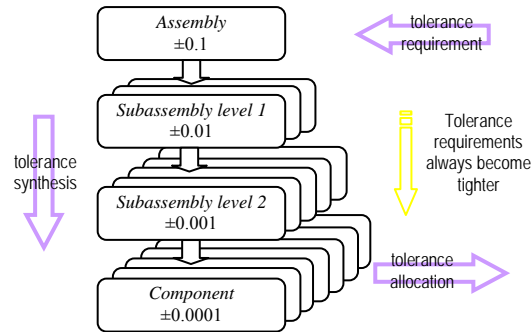 Assembly
±0.1
tolerance
requirement
Subassembly level 1
±0.01
tolerance
synthesis
Tolerance
requirements
always become
tighter
Subassembly level 2
±0.001
tolerance
allocation
Component
±0.0001